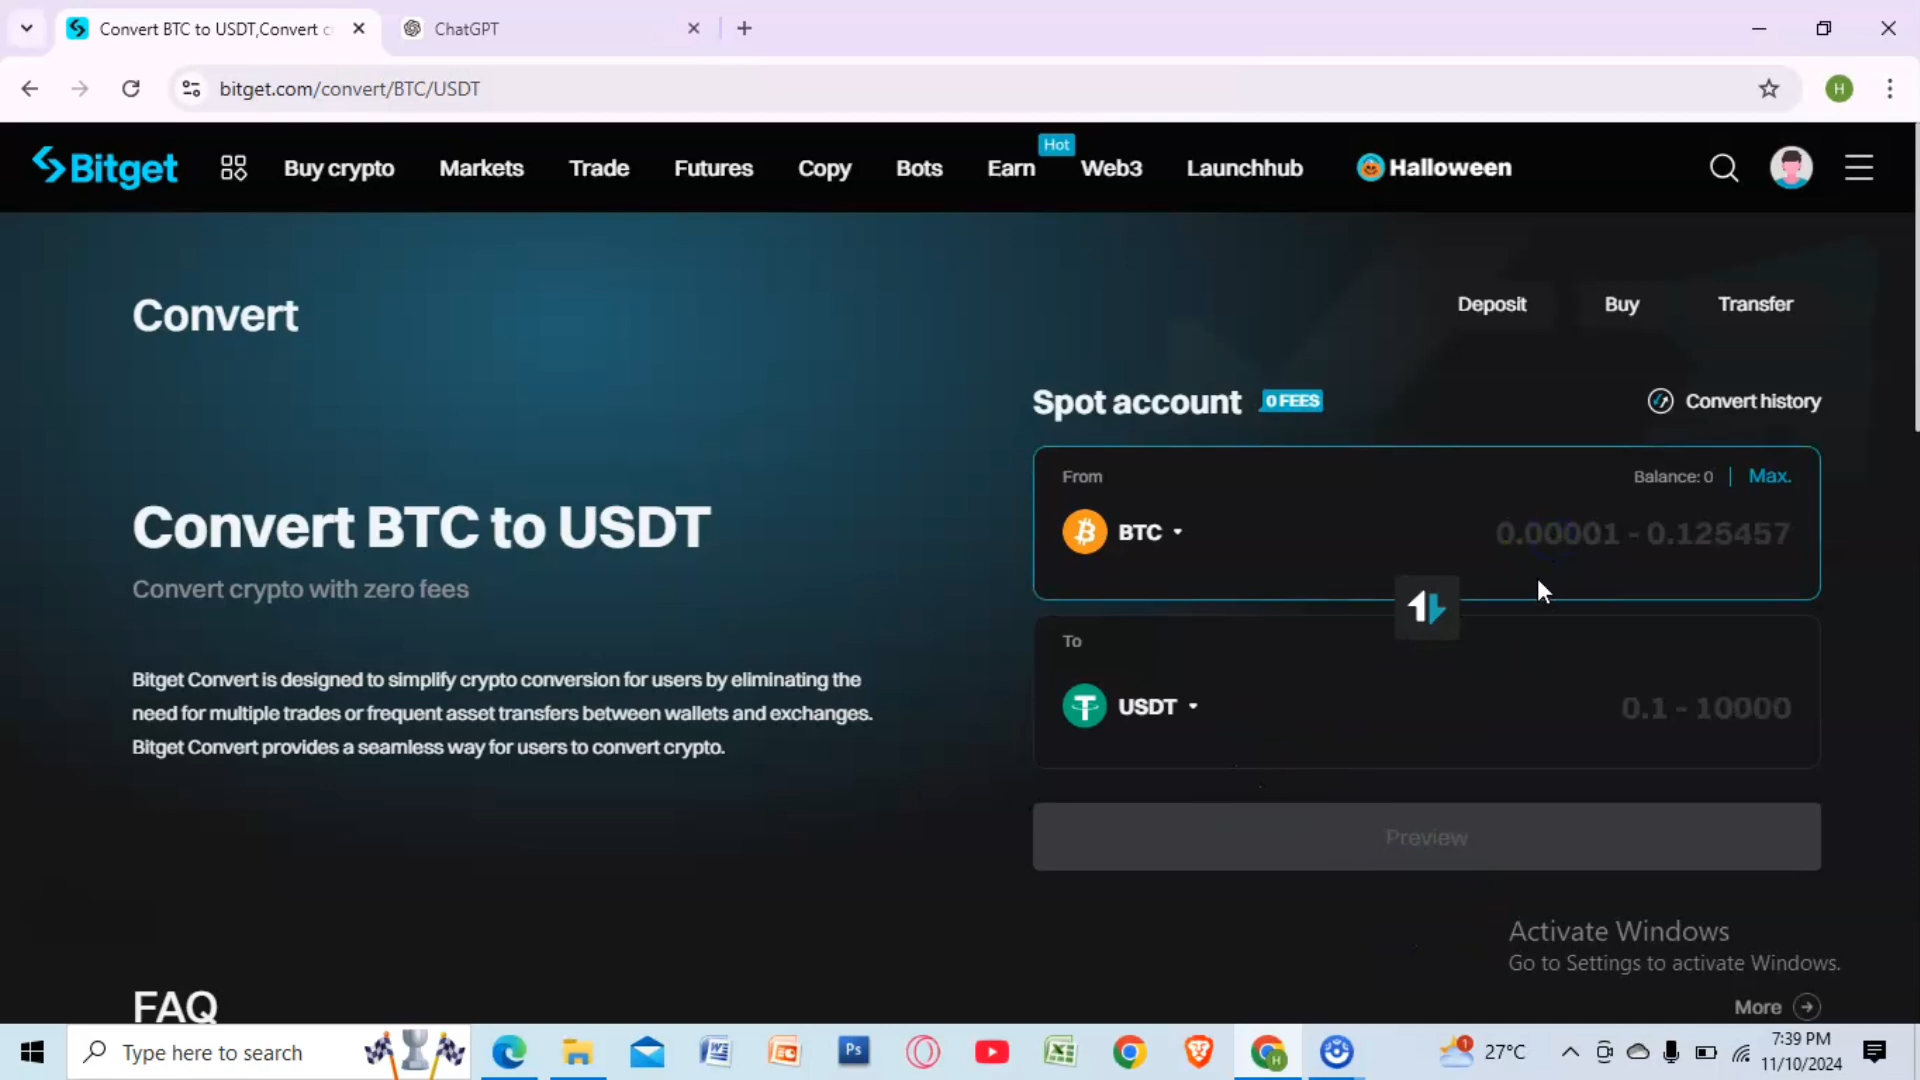 Convert BTC to USDT,Convert c
ChatGPT
bitget.com/convert/BTC/USDT
H
Bitget
Buy crypto
Markets
Trade
Futures
Copy
Bots
Earn
Hot
Web3
Launchhub
Halloween
Convert
Deposit
Buy
Transfer
Spot account
0 FEES
Convert history
From
Balance: 0
Max.
BTC
0.00001 - 0.125457
Convert BTC to USDT
Convert crypto with zero fees
To
USDT
0.1 - 10000
Bitget Convert is designed to simplify crypto conversion for users by eliminating the
need for multiple trades or frequent asset transfers between wallets and exchanges.
Bitget Convert provides a seamless way for users to convert crypto.
Preview
Activate Windows
Go to Settings to activate Windows.
FAQ
More
Type here to search
Ps
H
1
27°C
7:39 PM
11/10/2024